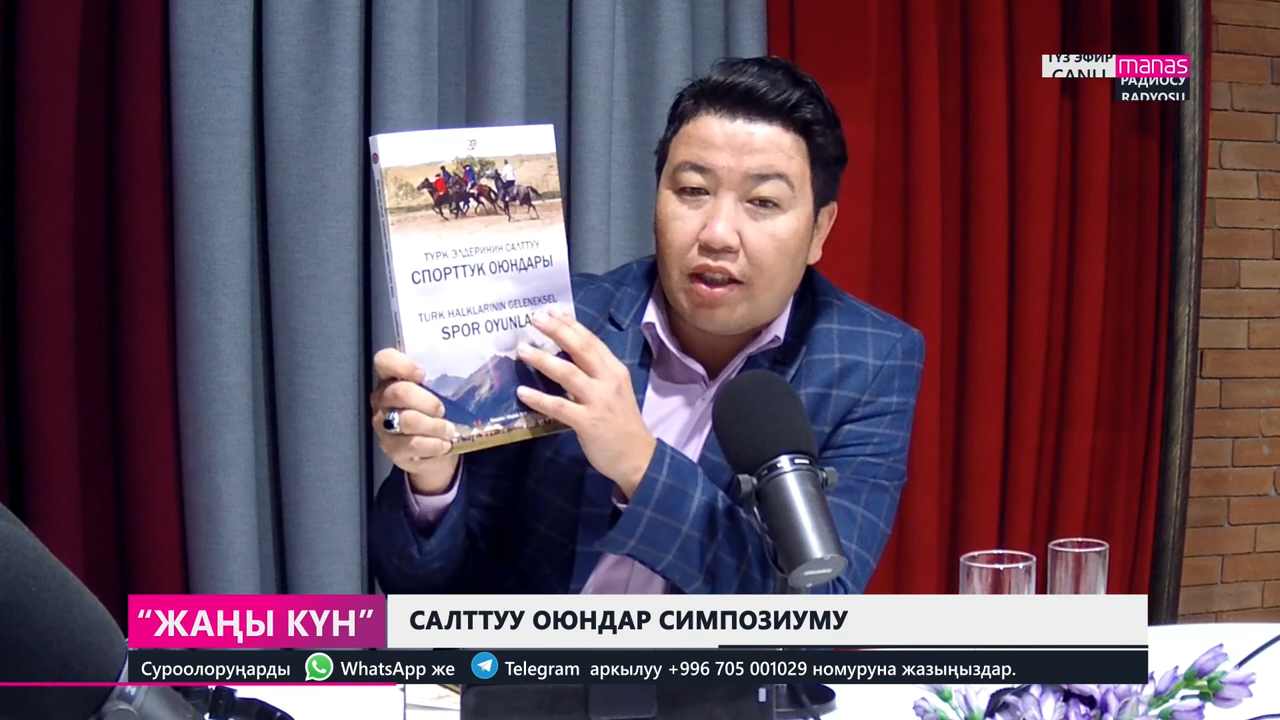 ТҮЗ ЭФИР
CANLI
manas
РАДИОСУ
RADYOSU
ТҮРК ЭЛДЕРИНИН САЛТТУУ
СПОРТТУК ОЮНДАРЫ
TÜRK HALKLARININ GELENEKSEL
SPOR OYUNLA
“ЖАҢЫ КҮН”
САЛТТУУ ОЮНДАР СИМПОЗИУМУ
Суроолоруңарды WhatsApp же Telegram аркылуу +996 705 001029 номуруна жазыңыздар.